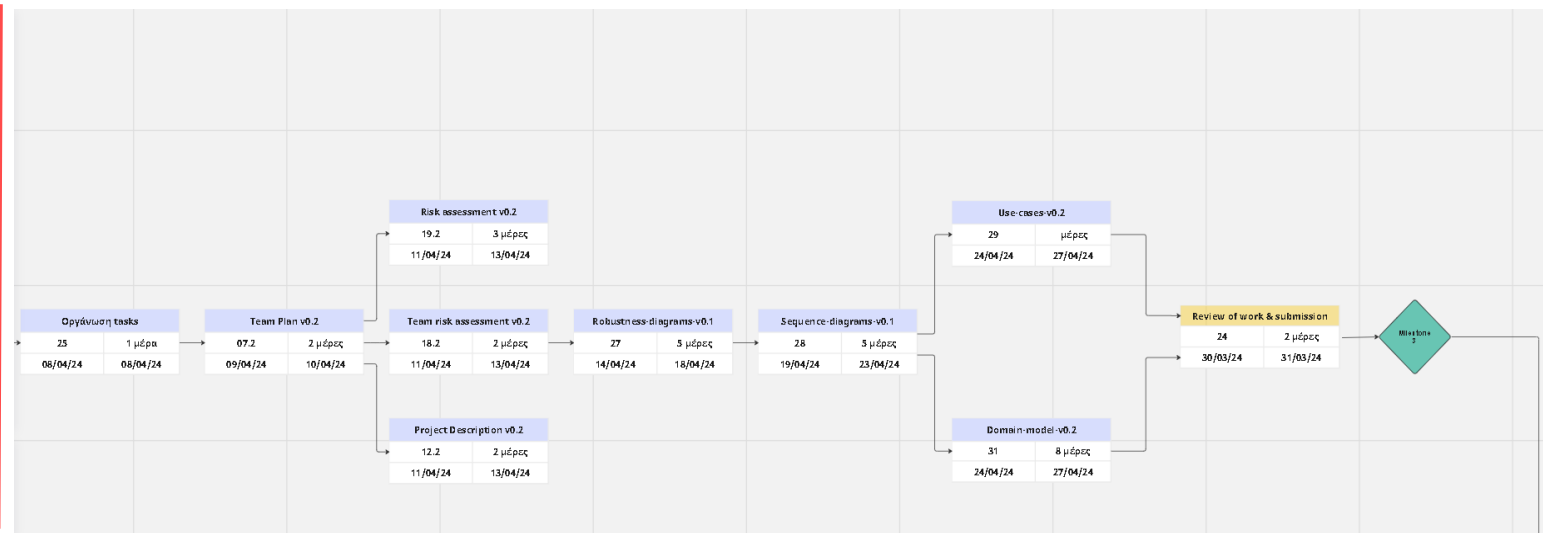 Risk assessment v0.2
19.2 3 μέρες
11/04/24 13/04/24
Use-cases-v0.2
29 μέρες
24/04/24 27/04/24
Οργάνωση tasks
25 1 μέρα
08/04/24 08/04/24
Team Plan v0.2
07.2 2 μέρες
09/04/24 10/04/24
Team risk assessment v0.2
18.2 2 μέρες
11/04/24 13/04/24
Robustness-diagrams-v0.1
27 5 μέρες
14/04/24 18/04/24
Sequence-diagrams-v0.1
28 5 μέρες
19/04/24 23/04/24
Review of work & submission
24 2 μέρες
30/03/24 31/03/24
Milestone
Project Description v0.2
12.2 2 μέρες
11/04/24 13/04/24
Domain-model-v0.2
31 8 μέρες
24/04/24 27/04/24